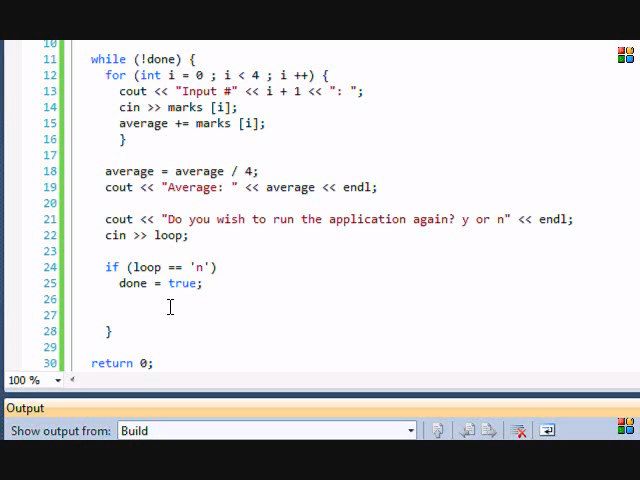 10
11 while (!done) {
12 for (int i = 0 ; i < 4 ; i ++) {
13 cout << "Input #" << i + 1 << ": ";
14 cin >> marks [i];
15 average += marks [i];
16 }
17
18 average = average / 4;
19 cout << "Average: " << average << endl;
20
21 cout << "Do you wish to run the application again? y or n" << endl;
22 cin >> loop;
23
24 if (loop == 'n')
25 done = true;
26
27
28 }
29
30 return 0;
100 %
Output
Show output from: Build